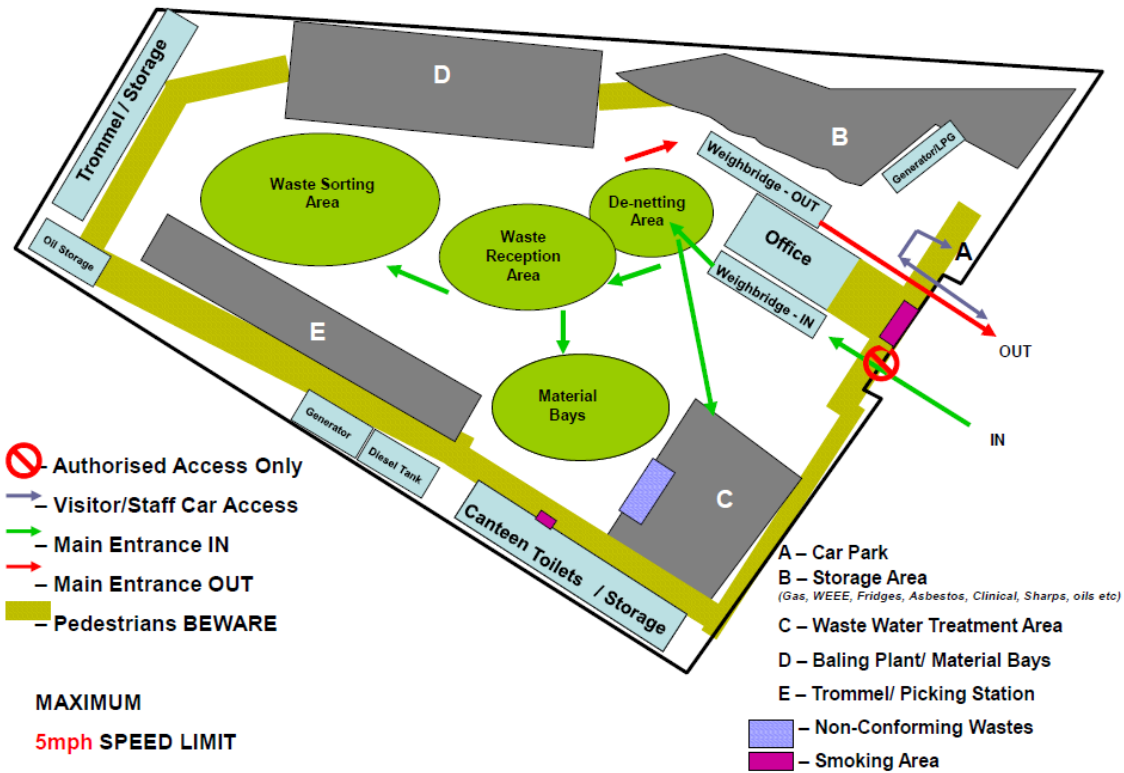 D
B
Trommel / Storage
Generator/LPG
Weighbridge - OUT
Waste Sorting
Area
De-netting
Area
Office
Waste
Reception
Area
A
Oil Storage
Weighbridge - IN
E
OUT
Material
Bays
IN
Generator
Diesel Tank
C
Canteen Toilets / Storage
– Authorised Access Only
– Visitor/Staff Car Access
– Main Entrance IN
– Main Entrance OUT
– Pedestrians BEWARE
MAXIMUM
5mph SPEED LIMIT
A – Car Park
B – Storage Area
(Gas, WEEE, Fridges, Asbestos, Clinical, Sharps, oils etc)
C – Waste Water Treatment Area
D – Baling Plant/ Material Bays
E – Trommel/ Picking Station
– Non-Conforming Wastes
– Smoking Area